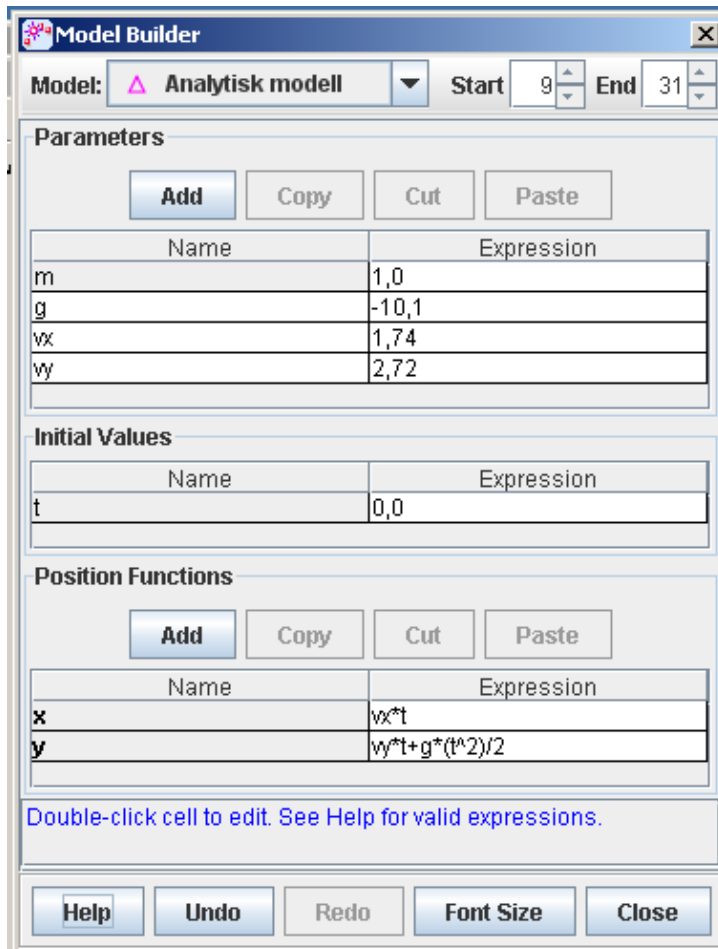 Model Builder
Model: Analytisk modell Start 9 End 31
Parameters
Add Copy Cut Paste
Name Expression
m 1,0
g -10,1
vx 1,74
vy 2,72
Initial Values
Name Expression
t 0,0
Position Functions
Add Copy Cut Paste
Name Expression
x vx*t
y vy*t+g*(t^2)/2
Double-click cell to edit. See Help for valid expressions.
Help Undo Redo Font Size Close